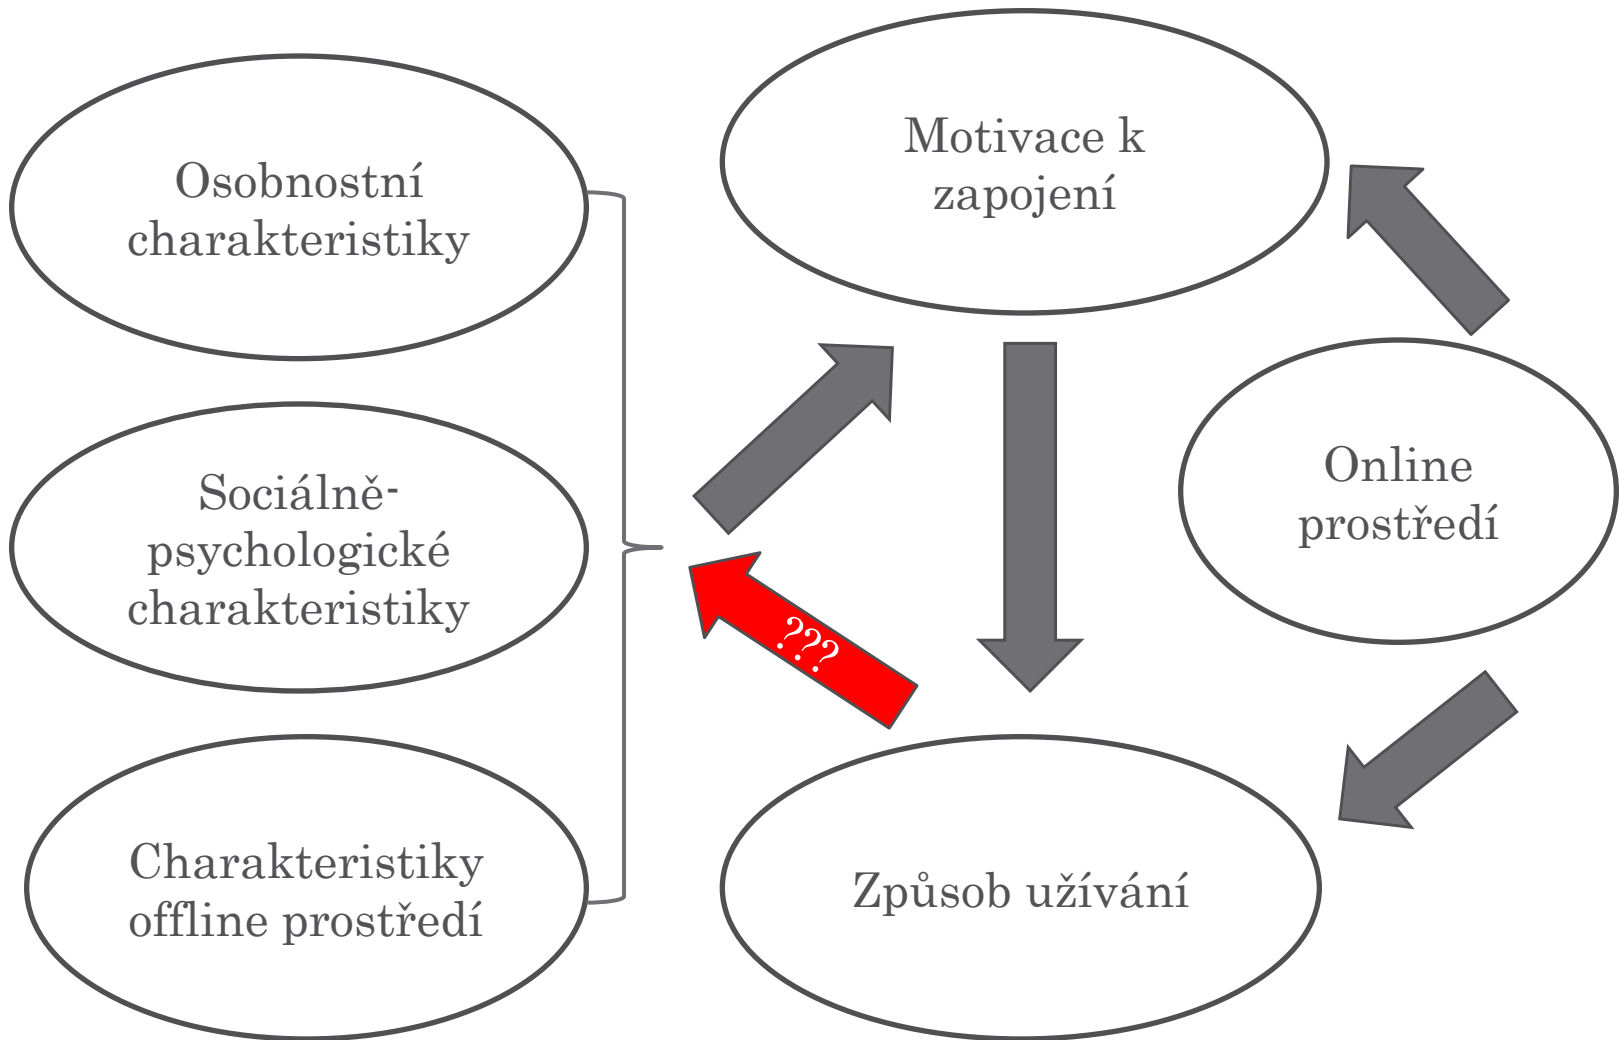 Osobnostní
charakteristiky
Sociálně-
psychologické
charakteristiky
Charakteristiky
offline prostředí
Motivace k
zapojení
???
Způsob užívání
Online
prostředí